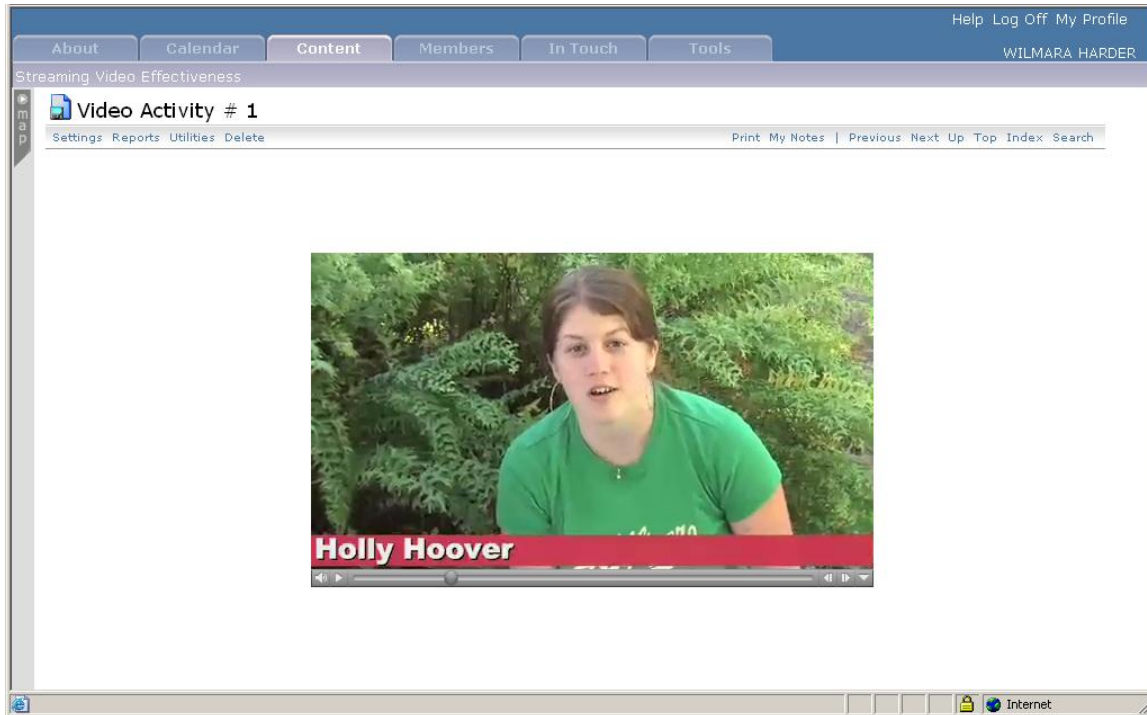 Help Log Off My Profile
About Calendar Content Members In Touch Tools
WILMARA HARDER
Streaming Video Effectiveness
map
Video Activity # 1
Settings Reports Utilities Delete
Print My Notes | Previous Next Up Top Index Search
Holly Hoover
Internet